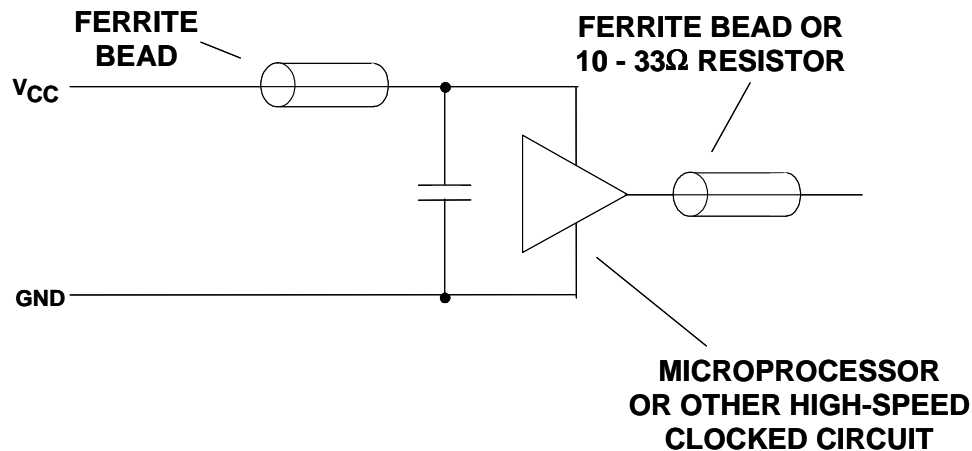 FERRITE
BEAD
FERRITE BEAD OR
10 - 33Ω RESISTOR
VCC
GND
MICROPROCESSOR
OR OTHER HIGH-SPEED
CLOCKED CIRCUIT